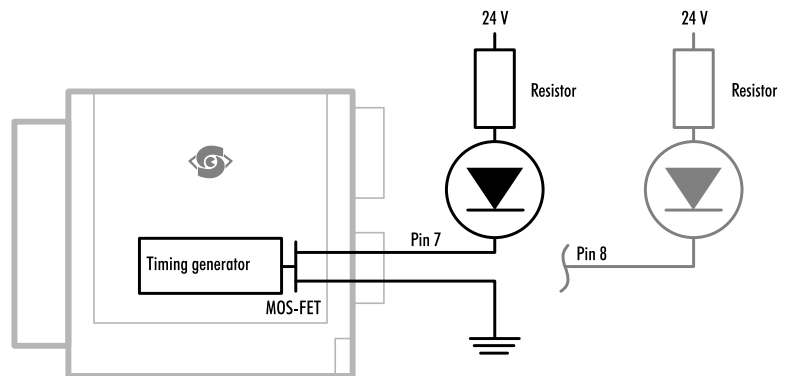 24 V
24 V
Resistor
Resistor
Pin 7
Pin 8
Timing generator
MOS-FET